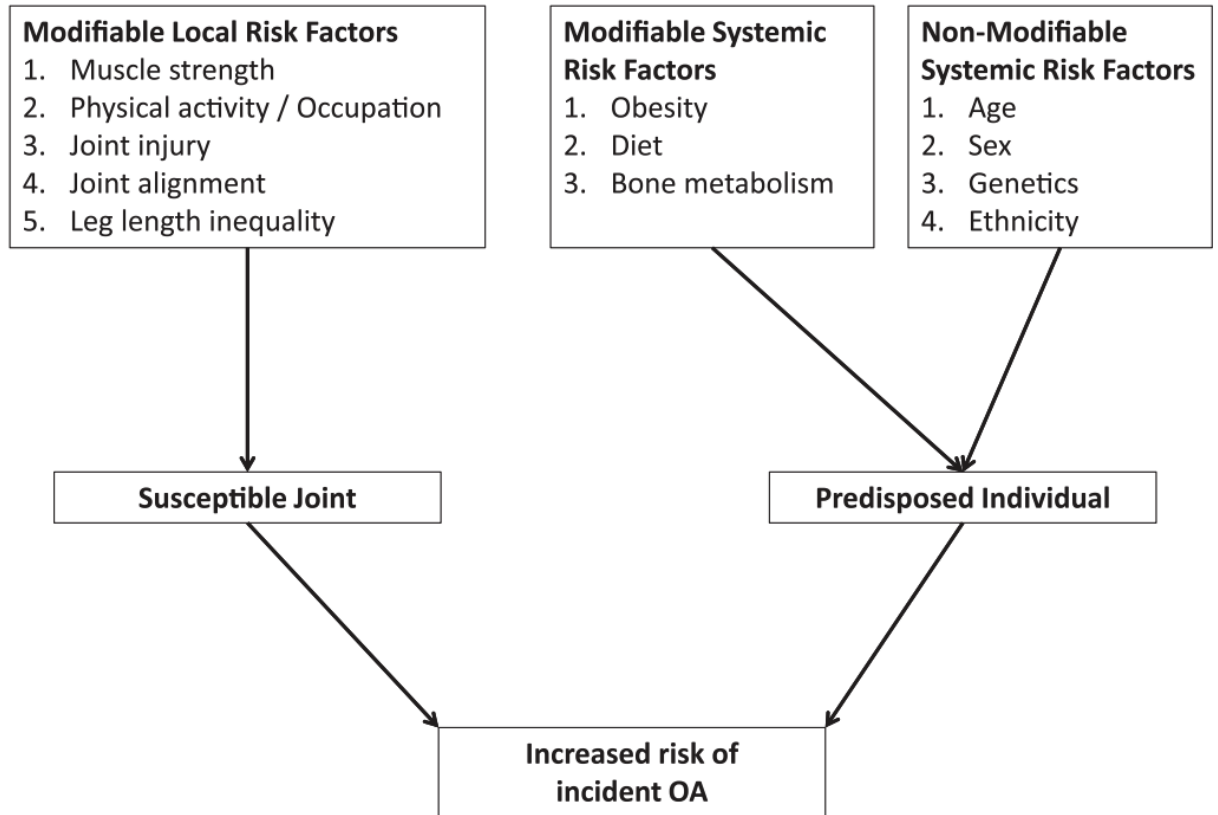 Modifiable Local Risk Factors
1. Muscle strength
2. Physical activity / Occupation
3. Joint injury
4. Joint alignment
5. Leg length inequality
Modifiable Systemic
Risk Factors
1. Obesity
2. Diet
3. Bone metabolism
Non-Modifiable
Systemic Risk Factors
1. Age
2. Sex
3. Genetics
4. Ethnicity
Susceptible Joint
Predisposed Individual
Increased risk of
incident OA